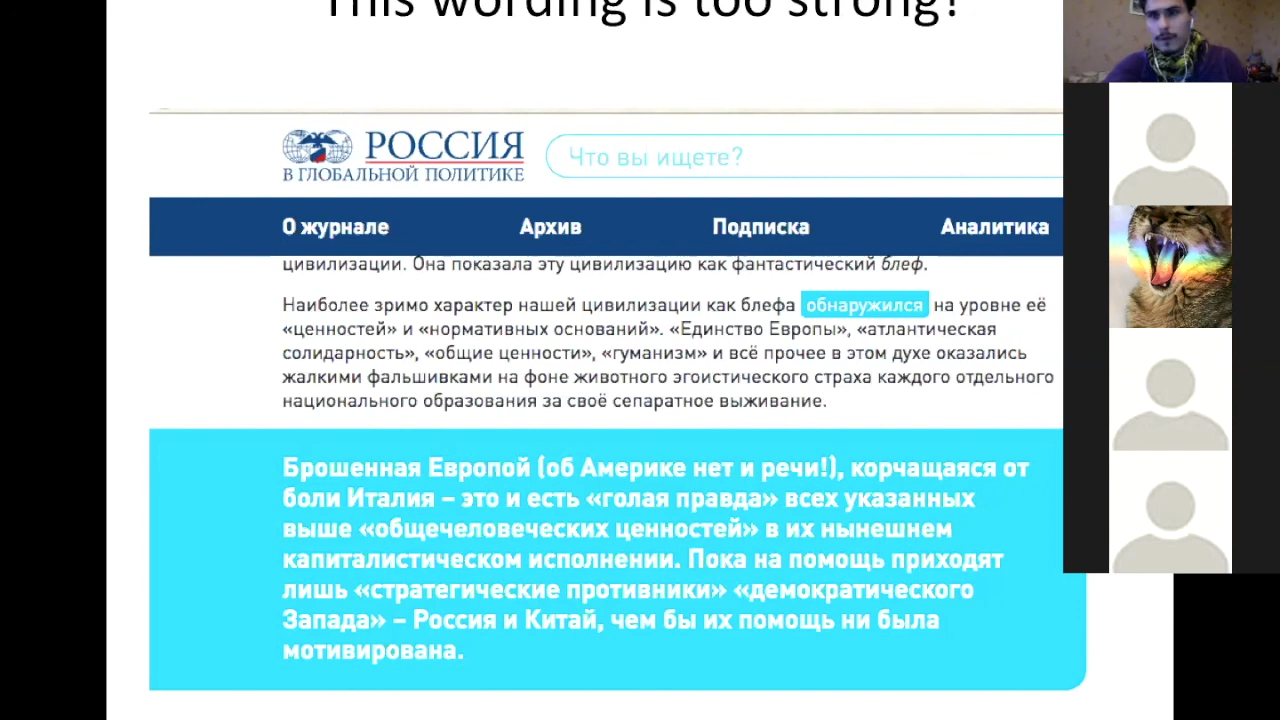 This wording is too strong!
РОССИЯ
В ГЛОБАЛЬНОЙ ПОЛИТИКЕ
Что вы ищете?
О журнале Архив Подписка Аналитика
цивилизации. Она показала эту цивилизацию как фантастический блеф.
Наиболее зримо характер нашей цивилизации как блефа обнаружился на уровне её
«ценностей» и «нормативных оснований». «Единство Европы», «атлантическая
солидарность», «общие ценности», «гуманизм» и всё прочее в этом духе оказались
жалкими фальшивками на фоне животного эгоистического страха каждого отдельного
национального образования за своё сепаратное выживание.
Брошенная Европой (об Америке нет и речи!), корчащаяся от
боли Италия – это и есть «голая правда» всех указанных
выше «общечеловеческих ценностей» в их нынешнем
капиталистическом исполнении. Пока на помощь приходят
лишь «стратегические противники» «демократического
Запада» – Россия и Китай, чем бы их помощь ни была
мотивирована.